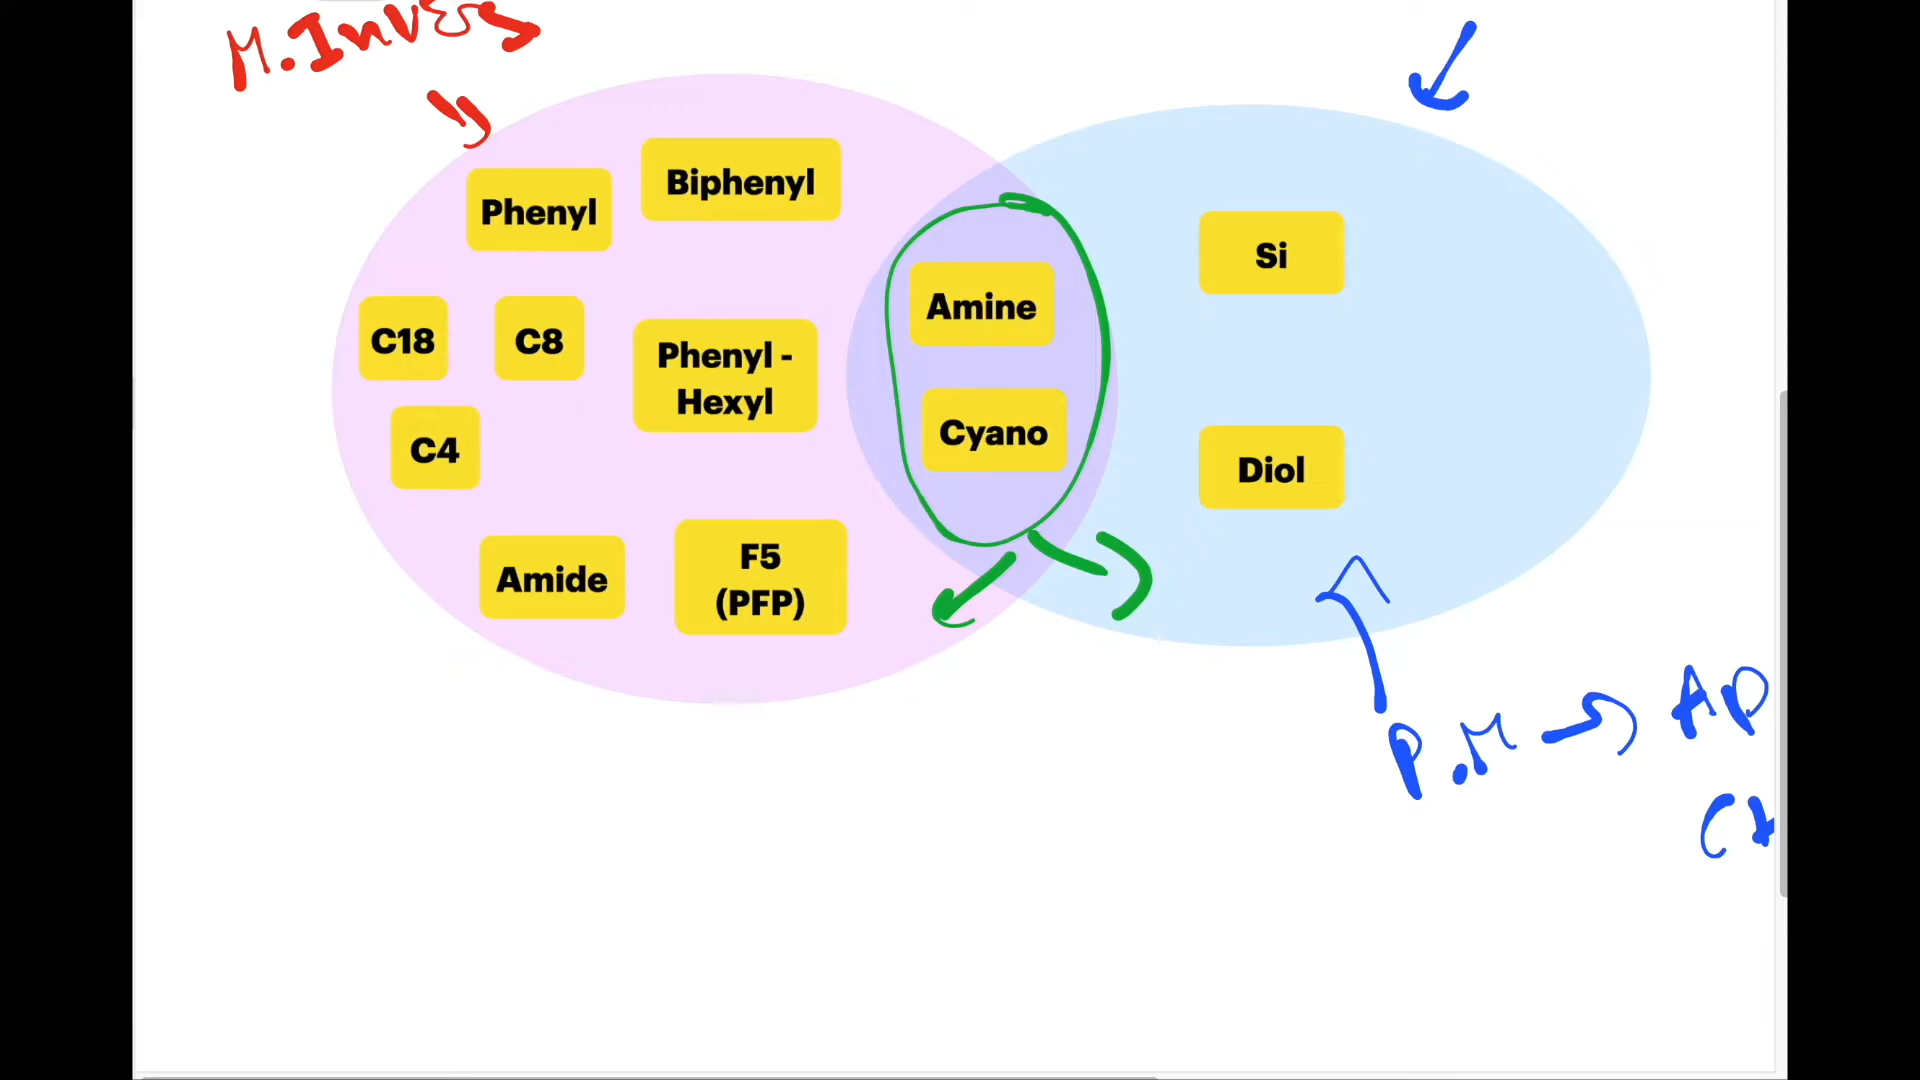 M.Inves
Phenyl
Biphenyl
C18
C8
C4
Phenyl -
Hexyl
Amide
F5
(PFP)
Amine
Cyano
Si
Diol
P.M → AP